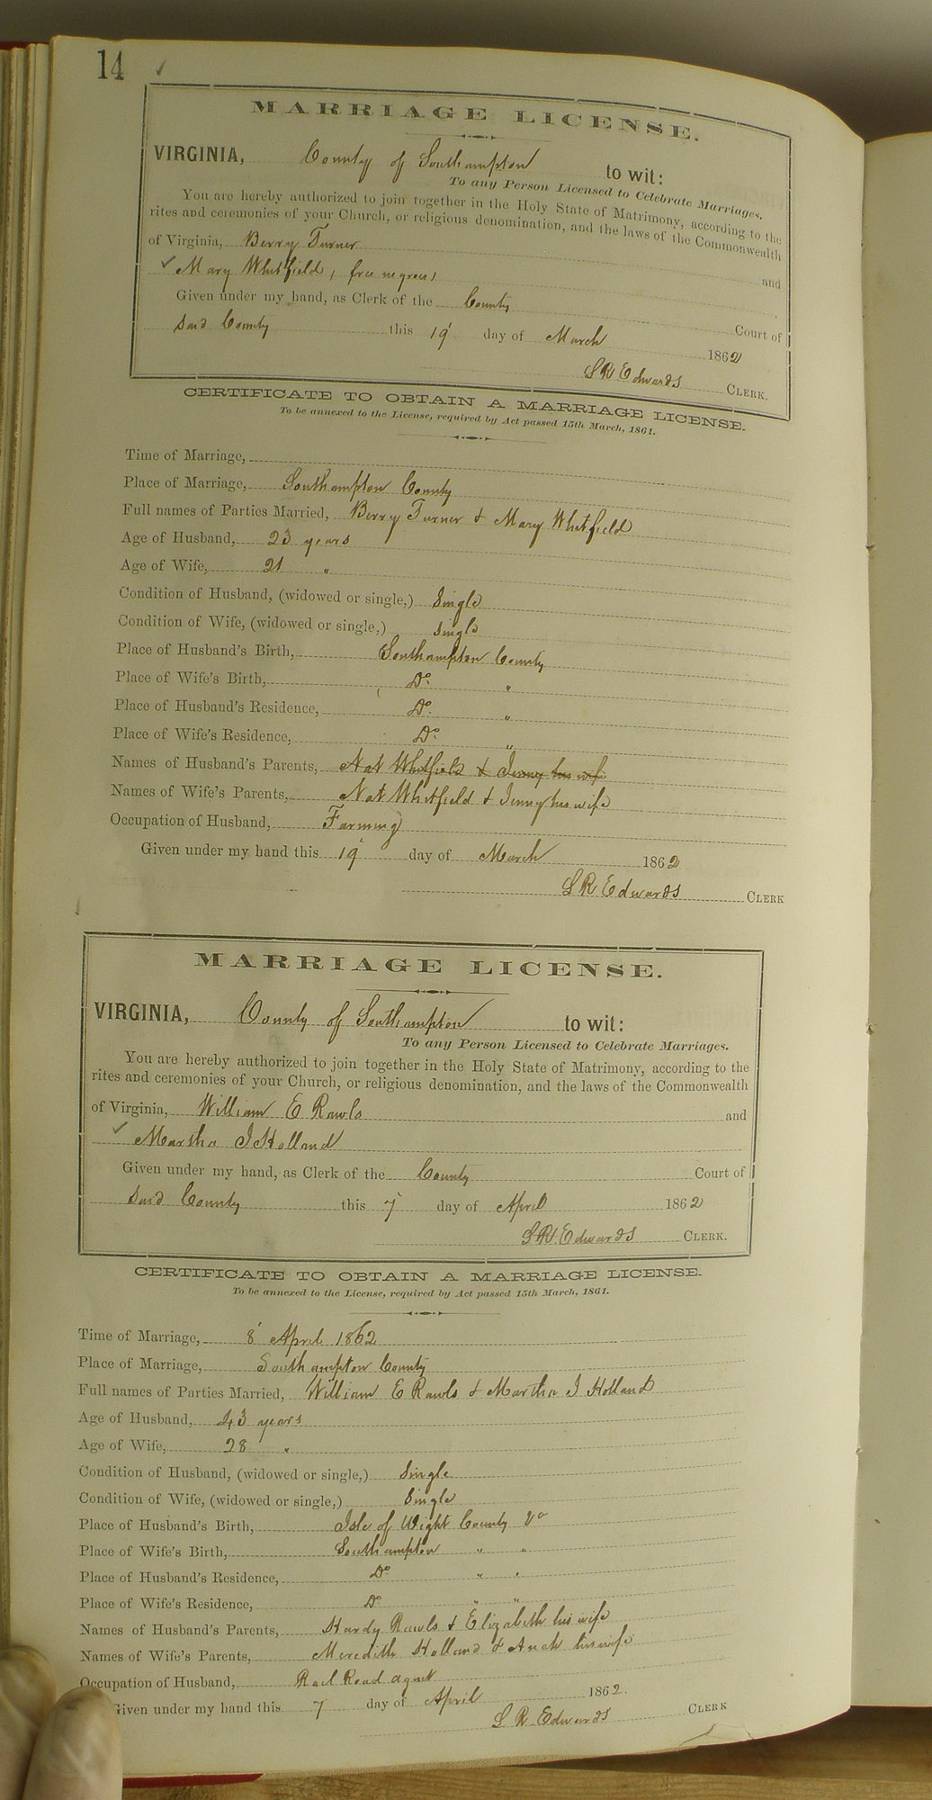 14
MARRIAGE LICENSE.
VIRGINIA, County of Southampton to wit:
To any Person Licensed to Celebrate Marriages.
You are hereby authorized to join together in the Holy State of Matrimony, according to the
rites and ceremonies of your Church, or religious denomination, and the laws of the Commonwealth
of Virginia, Berry Turner and
Mary Whitfield, free negroes,
Given under my hand, as Clerk of the County Court of
Said County this 19 day of March 1862
S R Edwards CLERK.
CERTIFICATE TO OBTAIN A MARRIAGE LICENSE.
To be annexed to the License, required by Act passed 15th March, 1861.
Time of Marriage,
Place of Marriage, Southampton County
Full names of Parties Married, Berry Turner & Mary Whitfield
Age of Husband, 23 years
Age of Wife, 21 "
Condition of Husband, (widowed or single,) Single
Condition of Wife, (widowed or single,) Single
Place of Husband's Birth, Southampton County
Place of Wife's Birth, Do. "
Place of Husband's Residence, Do. "
Place of Wife's Residence, Do. "
Names of Husband's Parents, Nat Whitfield & Jenny his wife
Names of Wife's Parents, Nat Whitfield & Jenny his wife
Occupation of Husband, Farming
Given under my hand this 19 day of March 1862
S R Edwards CLERK
MARRIAGE LICENSE.
VIRGINIA, County of Southampton to wit:
To any Person Licensed to Celebrate Marriages.
You are hereby authorized to join together in the Holy State of Matrimony, according to the
rites and ceremonies of your Church, or religious denomination, and the laws of the Commonwealth
of Virginia, William E Rawls and
Martha J Holland
Given under my hand, as Clerk of the County Court of
Said County this 7 day of April 1862
S R Edwards CLERK.
CERTIFICATE TO OBTAIN A MARRIAGE LICENSE.
To be annexed to the License, required by Act passed 15th March, 1861.
Time of Marriage, 8 April 1862
Place of Marriage, Southampton County
Full names of Parties Married, William E Rawls & Martha J Holland
Age of Husband, 43 years
Age of Wife, 28 "
Condition of Husband, (widowed or single,) Single
Condition of Wife, (widowed or single,) Single
Place of Husband's Birth, Isle of Wight County Va
Place of Wife's Birth, Southampton " "
Place of Husband's Residence, Do " "
Place of Wife's Residence, Do " "
Names of Husband's Parents, Hardy Rawls & Elizabeth his wife
Names of Wife's Parents, Meredith Holland & his wife
Occupation of Husband, Rail Road agent
Given under my hand this 7 day of April 1862.
S R Edwards CLERK